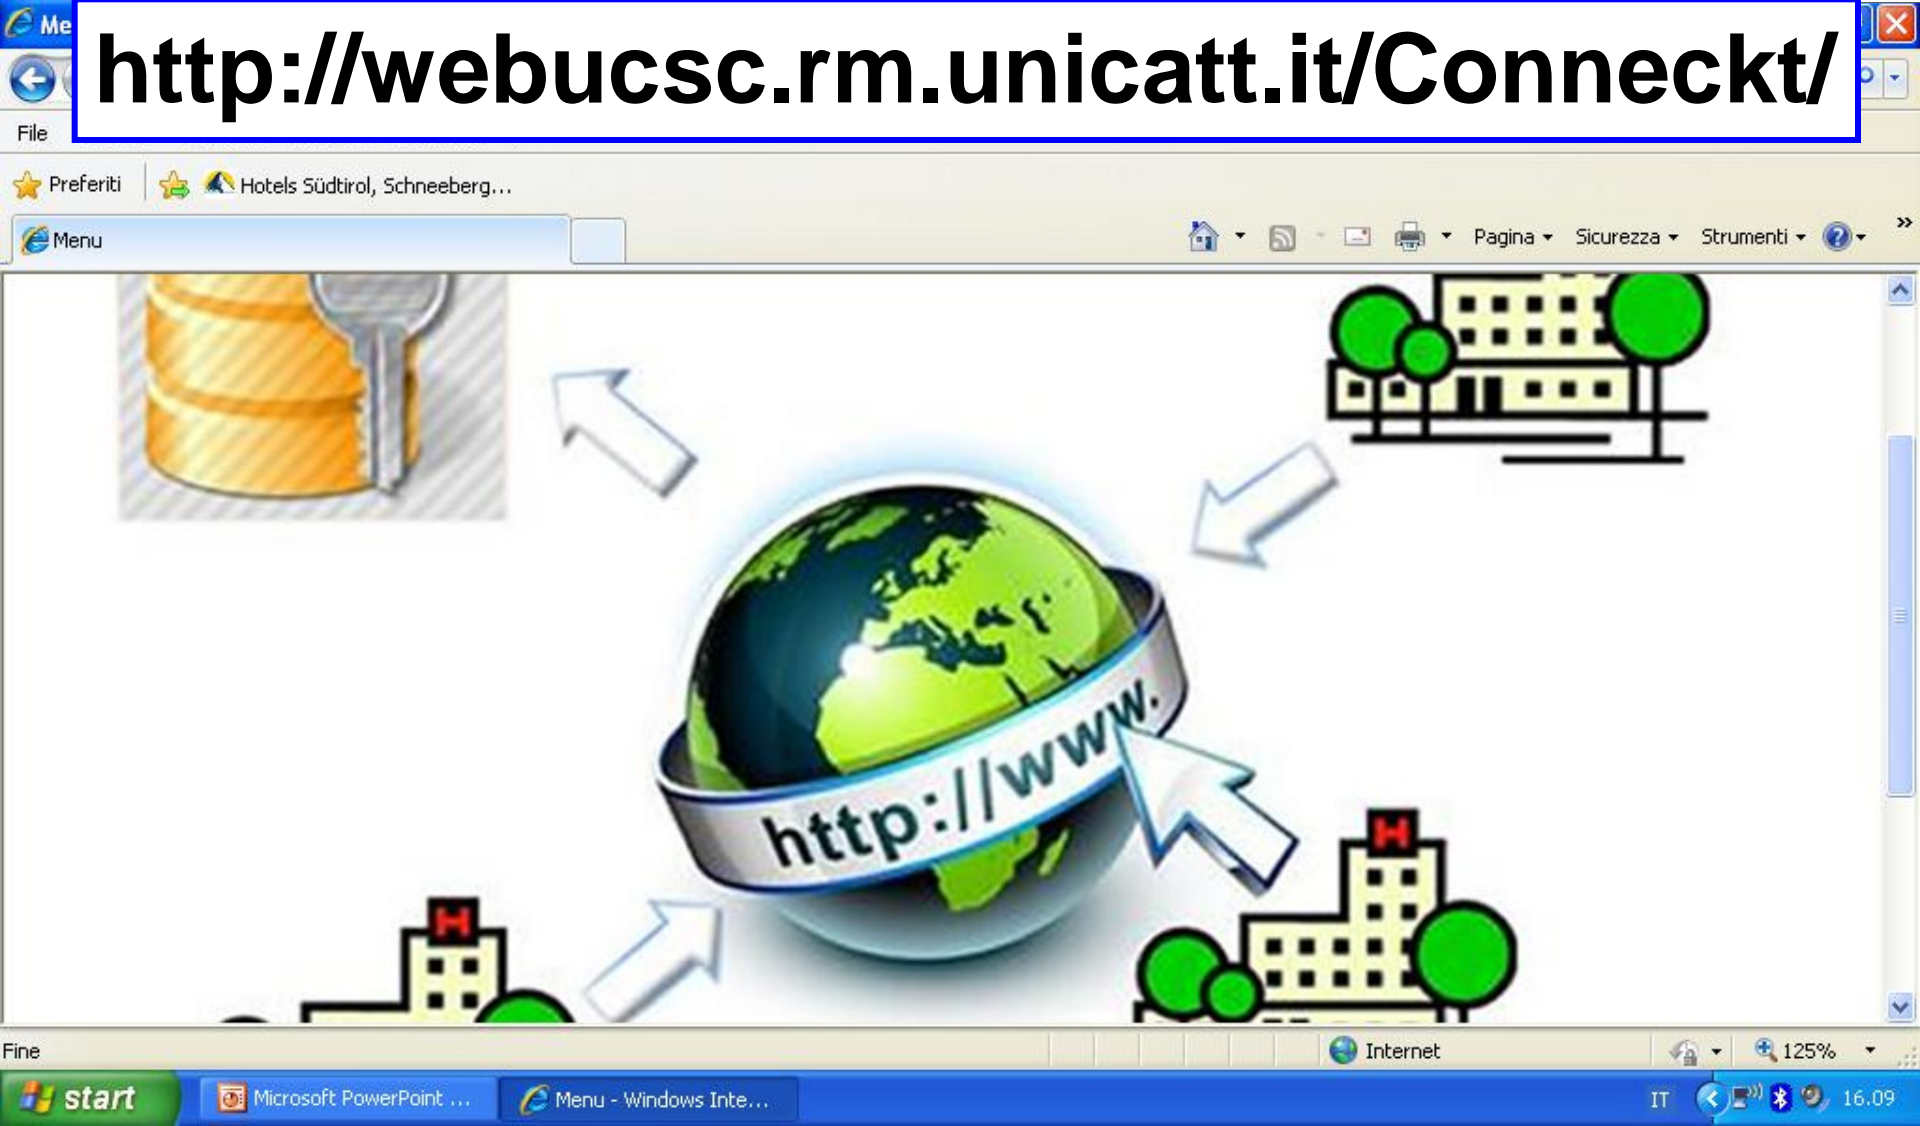 Me
http://webucsc.rm.unicatt.it/Conneckt/
File
Preferiti
Hotels Südtirol, Schneeberg...
Menu
Pagina
Sicurezza
Strumenti
»
http://www.
H
H
Fine
Internet
125%
start
Microsoft PowerPoint ...
Menu - Windows Inte...
IT
16.09